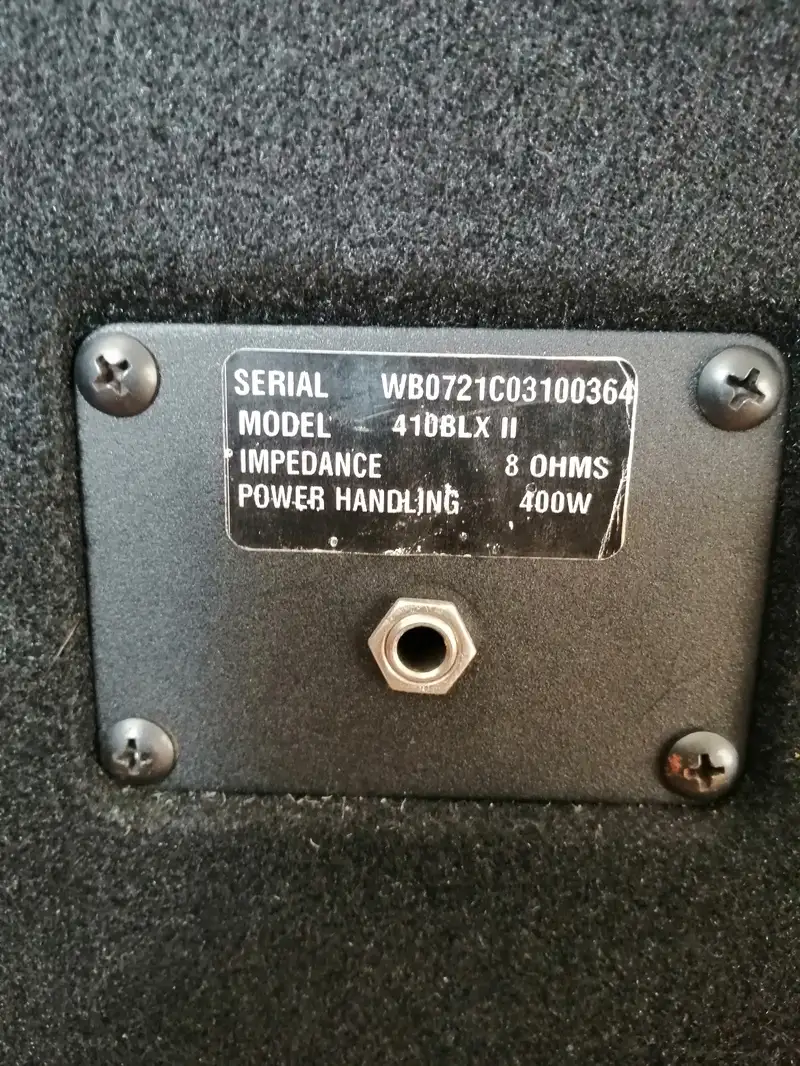 SERIAL WB0721C03100364
MODEL 410BLX II
IMPEDANCE 8 OHMS
POWER HANDLING 400W